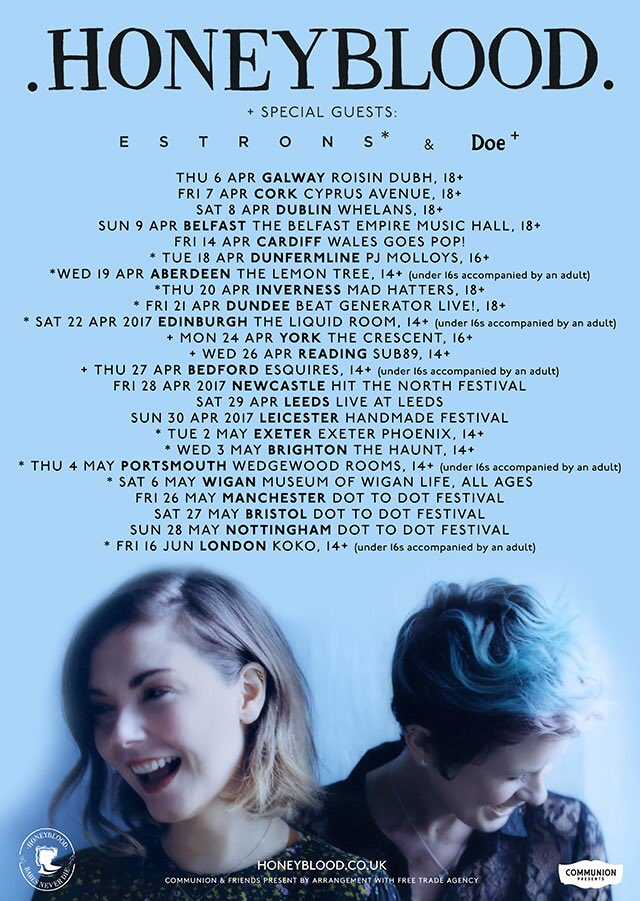 .HONEYBLOOD.
+ SPECIAL GUESTS:
ESTRONS* & Doe+
THU 6 APR GALWAY ROISIN DUBH, 18+
FRI 7 APR CORK CYPRUS AVENUE, 18+
SAT 8 APR DUBLIN WHELANS, 18+
SUN 9 APR BELFAST THE BELFAST EMPIRE MUSIC HALL, 18+
FRI 14 APR CARDIFF WALES GOES POP!
* TUE 18 APR DUNFERMLINE PJ MOLLOYS, 16+
*WED 19 APR ABERDEEN THE LEMON TREE, 14+ (under 16s accompanied by an adult)
*THU 20 APR INVERNESS MAD HATTERS, 18+
* FRI 21 APR DUNDEE BEAT GENERATOR LIVE!, 18+
* SAT 22 APR 2017 EDINBURGH THE LIQUID ROOM, 14+ (under 16s accompanied by an adult)
+ MON 24 APR YORK THE CRESCENT, 16+
+ WED 26 APR READING SUB89, 14+
+ THU 27 APR BEDFORD ESQUIRES, 14+ (under 16s accompanied by an adult)
FRI 28 APR 2017 NEWCASTLE HIT THE NORTH FESTIVAL
SAT 29 APR LEEDS LIVE AT LEEDS
SUN 30 APR 2017 LEICESTER HANDMADE FESTIVAL
* TUE 2 MAY EXETER EXETER PHOENIX, 14+
* WED 3 MAY BRIGHTON THE HAUNT, 14+
* THU 4 MAY PORTSMOUTH WEDGEWOOD ROOMS, 14+ (under 16s accompanied by an adult)
* SAT 6 MAY WIGAN MUSEUM OF WIGAN LIFE, ALL AGES
FRI 26 MAY MANCHESTER DOT TO DOT FESTIVAL
SAT 27 MAY BRISTOL DOT TO DOT FESTIVAL
SUN 28 MAY NOTTINGHAM DOT TO DOT FESTIVAL
* FRI 16 JUN LONDON KOKO, 14+ (under 16s accompanied by an adult)
.HONEYBLOOD.
BABES NEVER DIE
HONEYBLOOD.CO.UK
COMMUNION & FRIENDS PRESENT BY ARRANGEMENT WITH FREE TRADE AGENCY
COMMUNION
PRESENTS